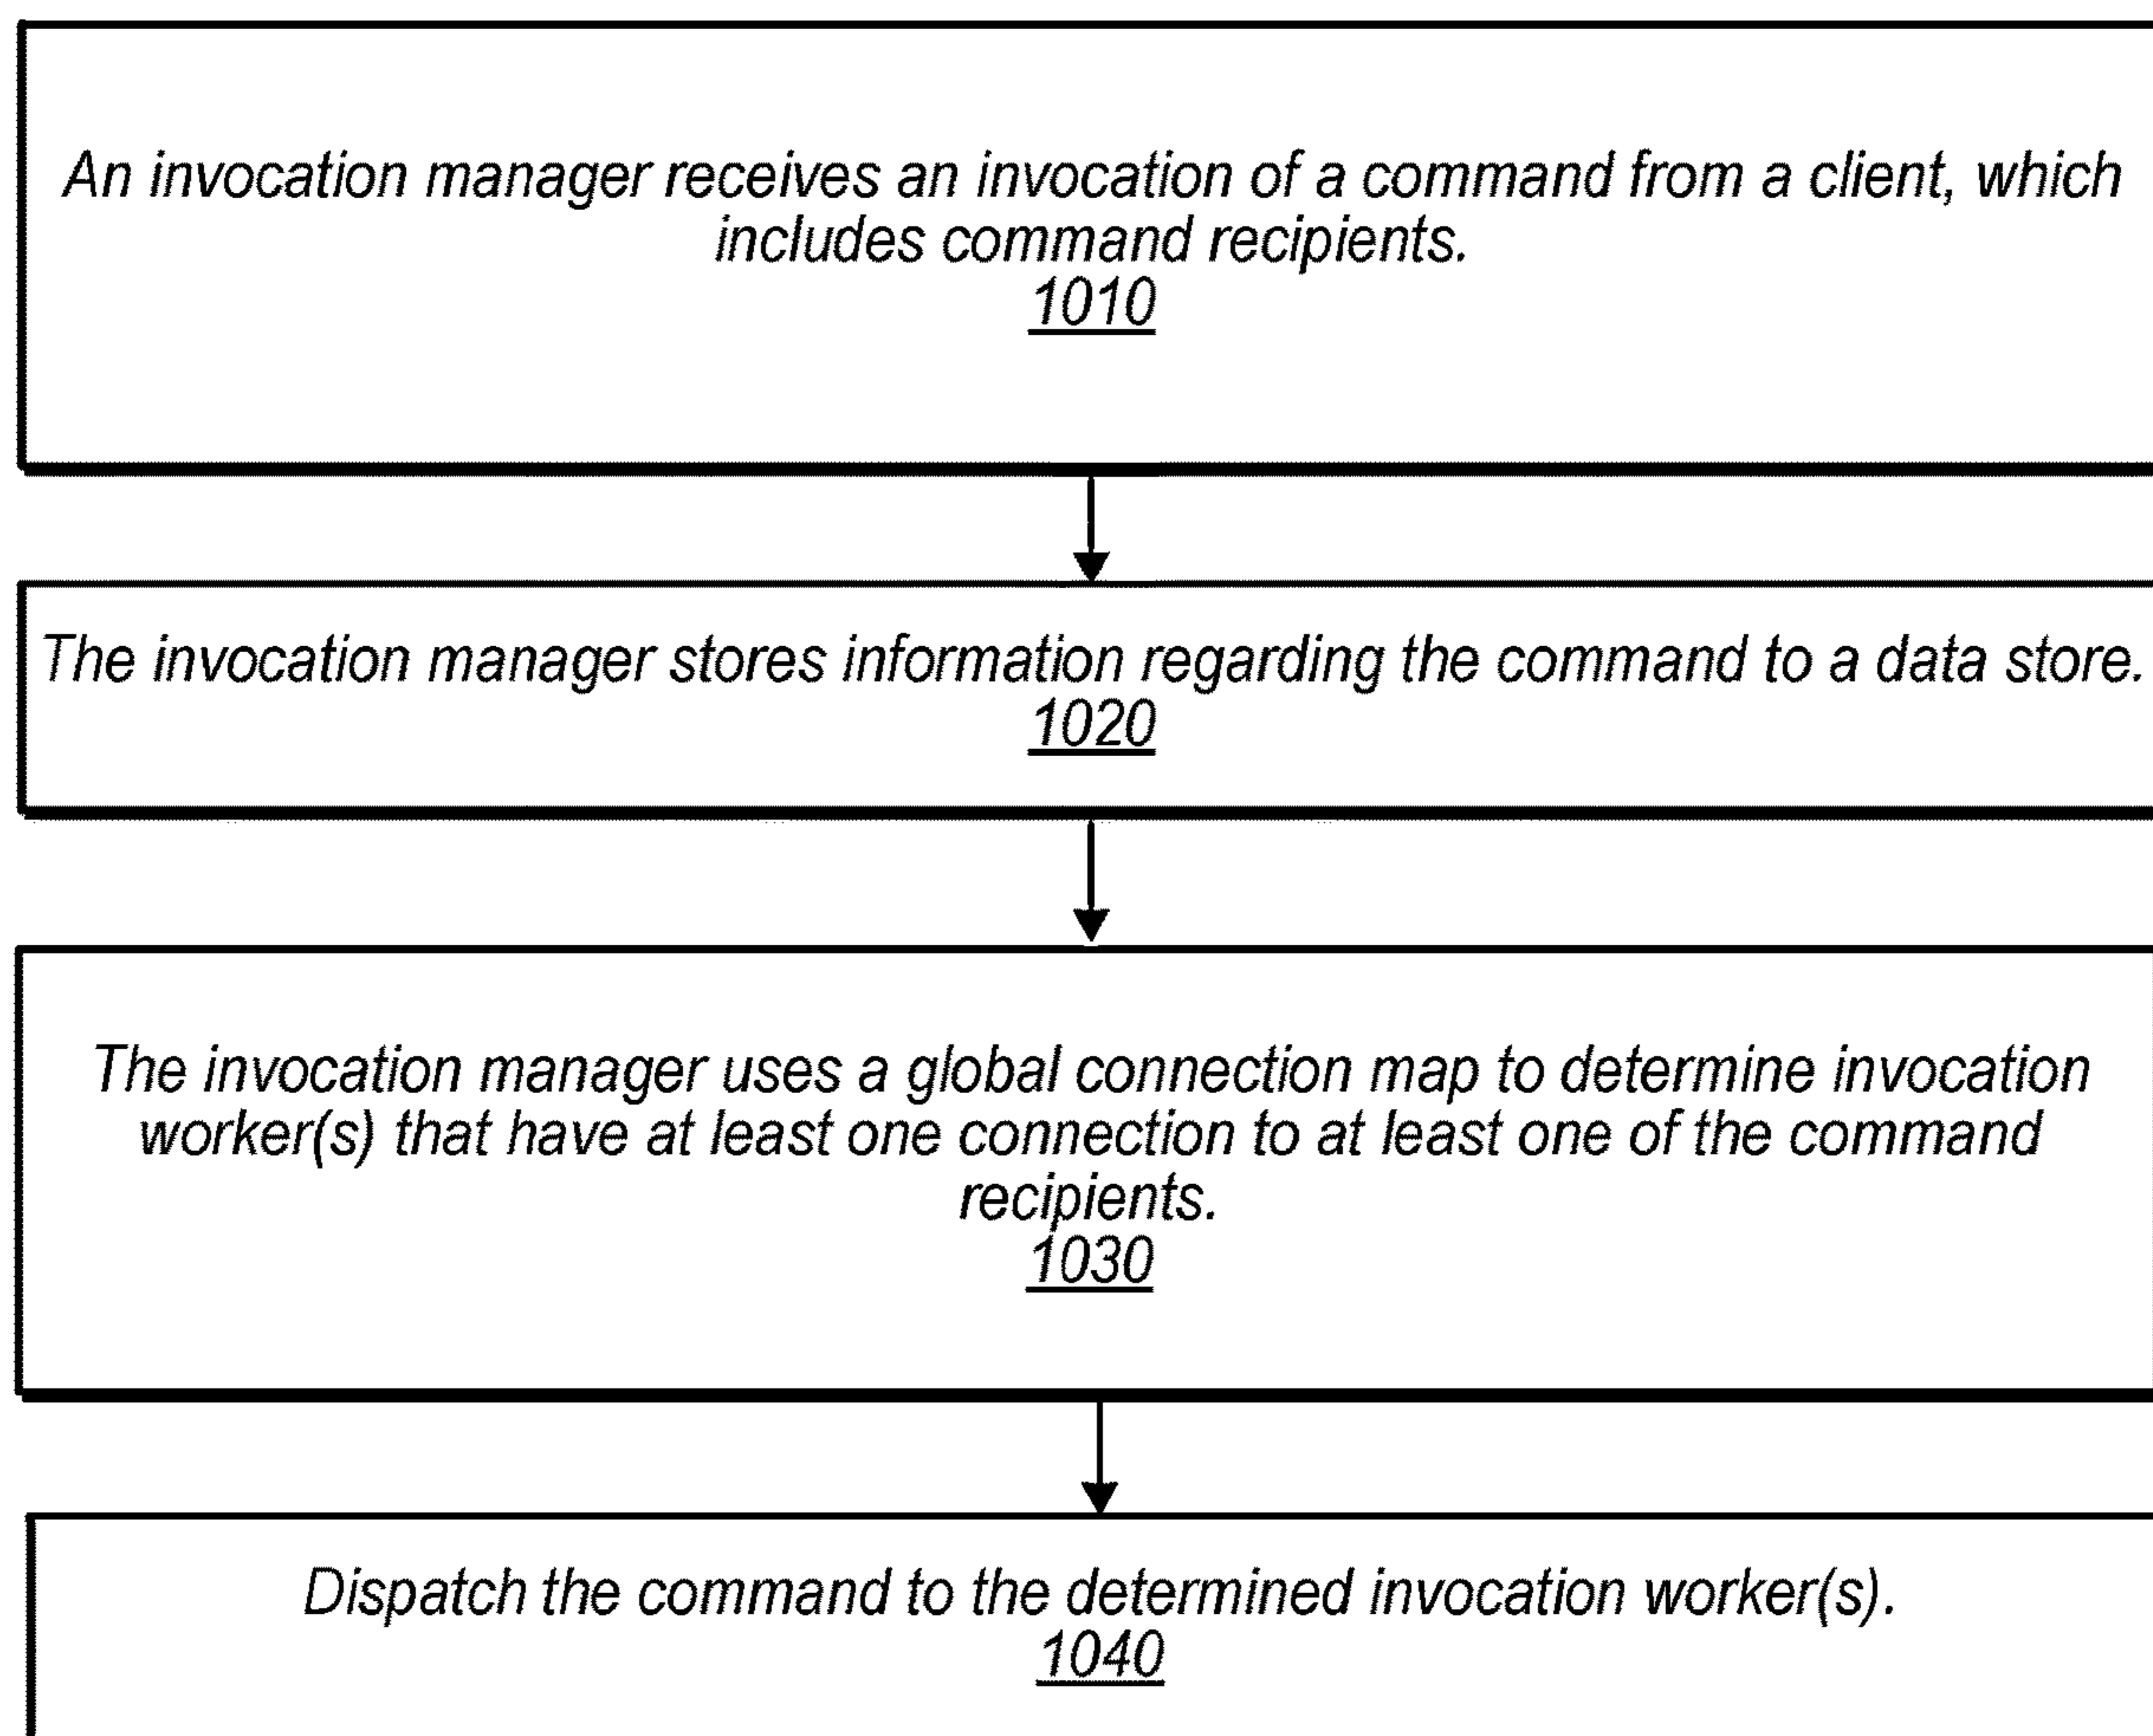 An invocation manager receives an invocation of a command from a client, which
includes command recipients.
1010
The invocation manager stores information regarding the command to a data store.
1020
The invocation manager uses a global connection map to determine invocation
worker(s) that have at least one connection to at least one of the command
recipients.
1030
Dispatch the command to the determined invocation worker(s).
1040